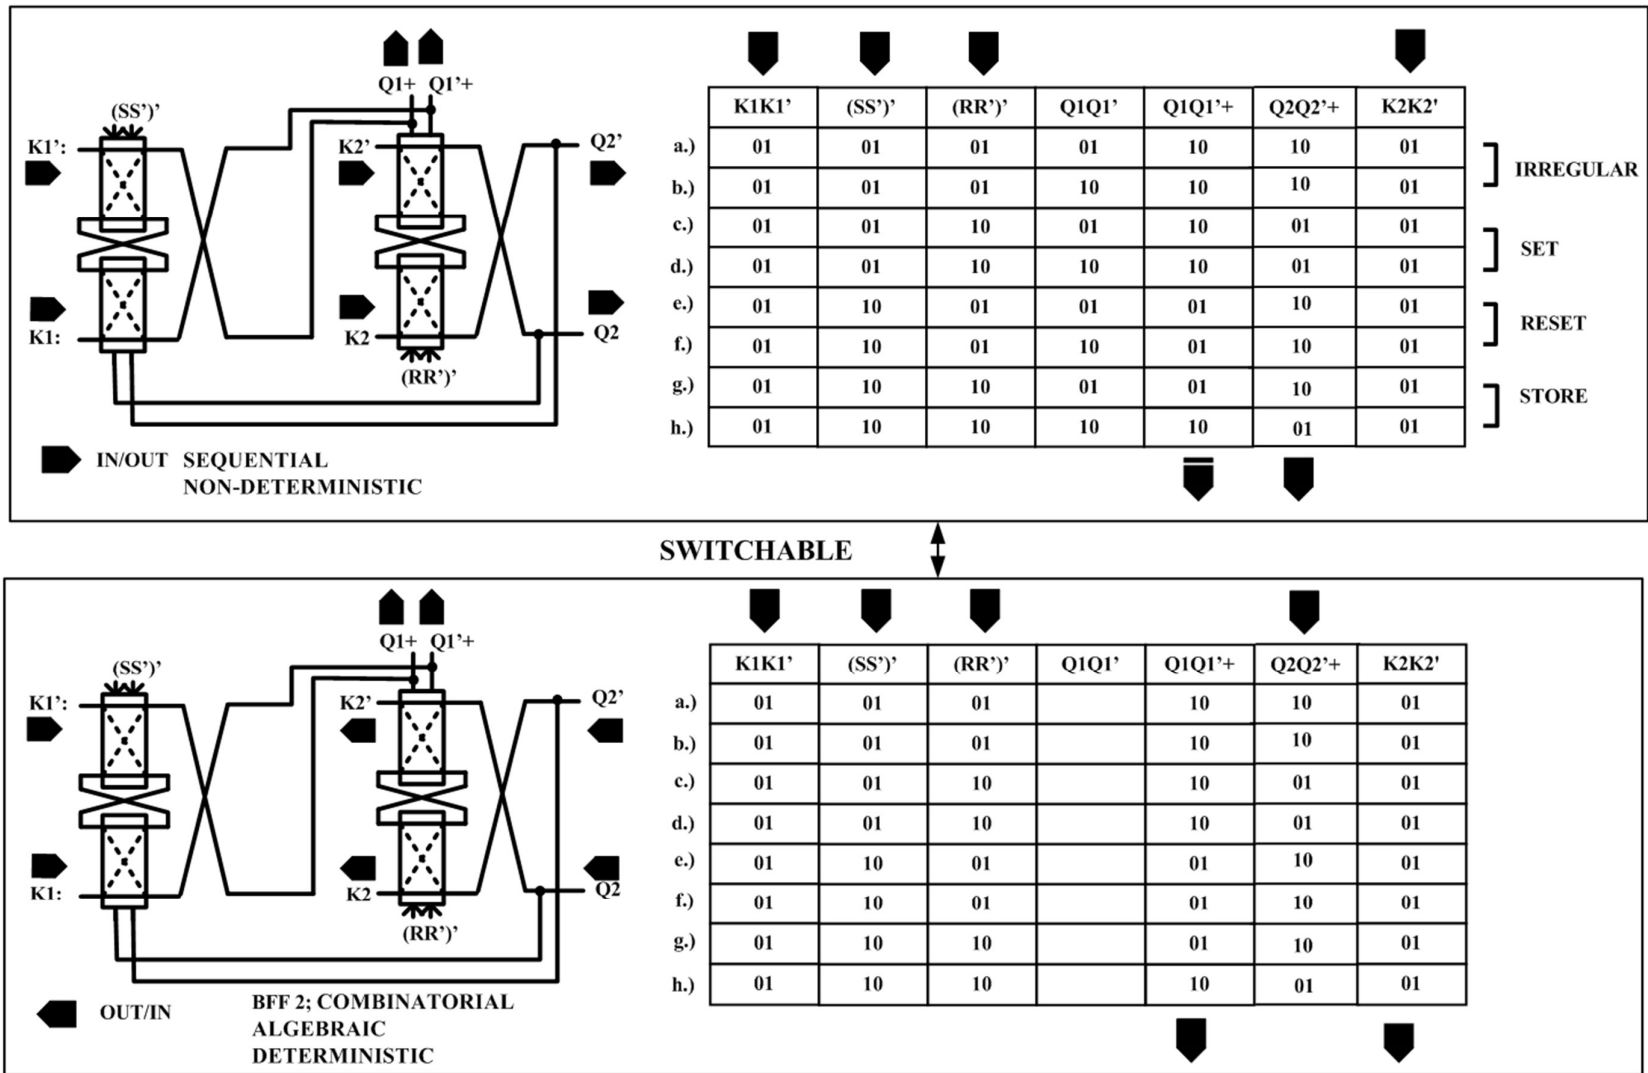 Q1+ Q1'+
(SS')'
K1': K2' Q2'
K1: K2 Q2
(RR')'
IN/OUT SEQUENTIAL
NON-DETERMINISTIC
K1K1' (SS')' (RR')' Q1Q1' Q1Q1'+ Q2Q2'+ K2K2'
a.) 01 01 01 01 10 10 01
b.) 01 01 01 10 10 10 01
IRREGULAR
c.) 01 01 10 01 10 01 01
d.) 01 01 10 10 10 01 01
SET
e.) 01 10 01 01 01 10 01
f.) 01 10 01 10 01 10 01
RESET
g.) 01 10 10 01 01 10 01
h.) 01 10 10 10 10 01 01
STORE
SWITCHABLE
Q1+ Q1'+
(SS')'
K1': K2' Q2'
K1: K2 Q2
(RR')'
OUT/IN BFF 2; COMBINATORIAL
ALGEBRAIC
DETERMINISTIC
K1K1' (SS')' (RR')' Q1Q1' Q1Q1'+ Q2Q2'+ K2K2'
a.) 01 01 01 10 10 01
b.) 01 01 01 10 10 01
c.) 01 01 10 10 01 01
d.) 01 01 10 10 01 01
e.) 01 10 01 01 10 01
f.) 01 10 01 01 10 01
g.) 01 10 10 01 10 01
h.) 01 10 10 10 01 01